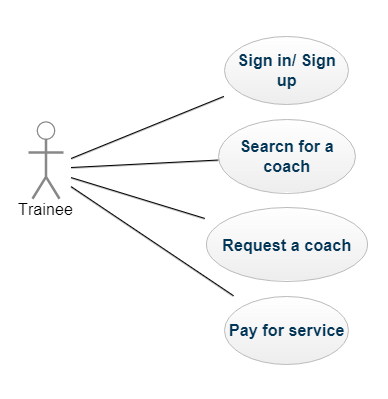 Sign in/ Sign
up
Searcn for a
coach
Trainee
Request a coach
Pay for service